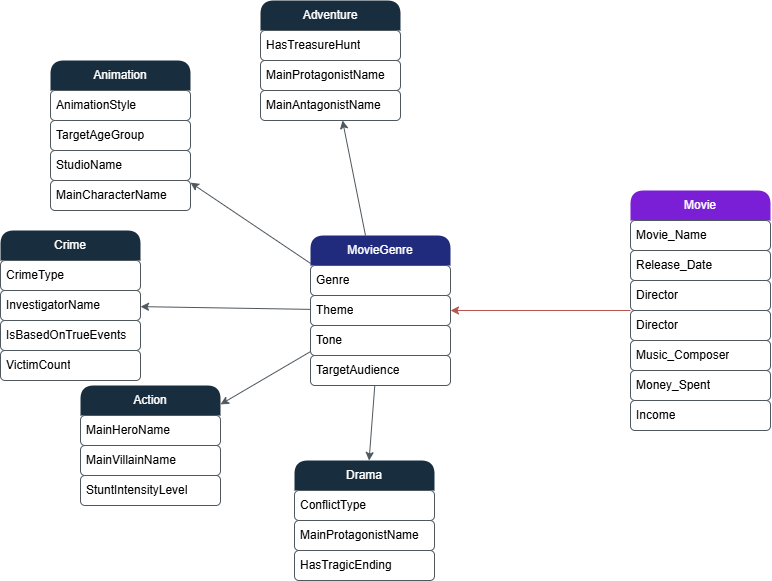 Adventure
HasTreasureHunt
MainProtagonistName
MainAntagonistName
Animation
AnimationStyle
TargetAgeGroup
StudioName
MainCharacterName
Movie
Movie_Name
Release_Date
Director
Director
Music_Composer
Money_Spent
Income
Crime
CrimeType
InvestigatorName
IsBasedOnTrueEvents
VictimCount
MovieGenre
Genre
Theme
Tone
TargetAudience
Action
MainHeroName
MainVillainName
StuntIntensityLevel
Drama
ConflictType
MainProtagonistName
HasTragicEnding